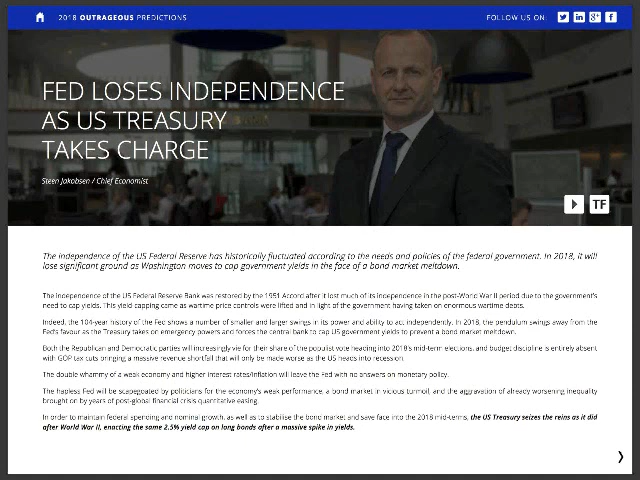 2018 OUTRAGEOUS PREDICTIONS
FOLLOW US ON:
FED LOSES INDEPENDENCE
AS US TREASURY
TAKES CHARGE
Steen Jakobsen / Chief Economist
TF
The independence of the US Federal Reserve has historically fluctuated according to the needs and policies of the federal government. In 2018, it will
lose significant ground as Washington moves to cap government yields in the face of a bond market meltdown.
The independence of the US Federal Reserve Bank was restored by the 1951 Accord after it lost much of its independence in the post-World War II period due to the government's
need to cap yields. This yield capping came as wartime price controls were lifted and in light of the government having taken on enormous wartime debts.
Indeed, the 104-year history of the Fed shows a number of smaller and larger swings in its power and ability to act independently. In 2018, the pendulum swings away from the
Fed's favour as the Treasury takes on emergency powers and forces the central bank to cap US government yields to prevent a bond market meltdown.
Both the Republican and Democratic parties will increasingly vie for their share of the populist vote heading into 2018's mid-term elections, and budget discipline is entirely absent
with GOP tax cuts bringing a massive revenue shortfall that will only be made worse as the US heads into recession.
The double whammy of a weak economy and higher interest rates/inflation will leave the Fed with no answers on monetary policy.
The hapless Fed will be scapegoated by politicians for the economy's weak performance, a bond market in vicious turmoil, and the aggravation of already worsening inequality
brought on by years of post-global financial crisis quantitative easing.
In order to maintain federal spending and nominal growth, as well as to stabilise the bond market and save face into the 2018 mid-terms, the US Treasury seizes the reins as it did
after World War II, enacting the same 2.5% yield cap on long bonds after a massive spike in yields.